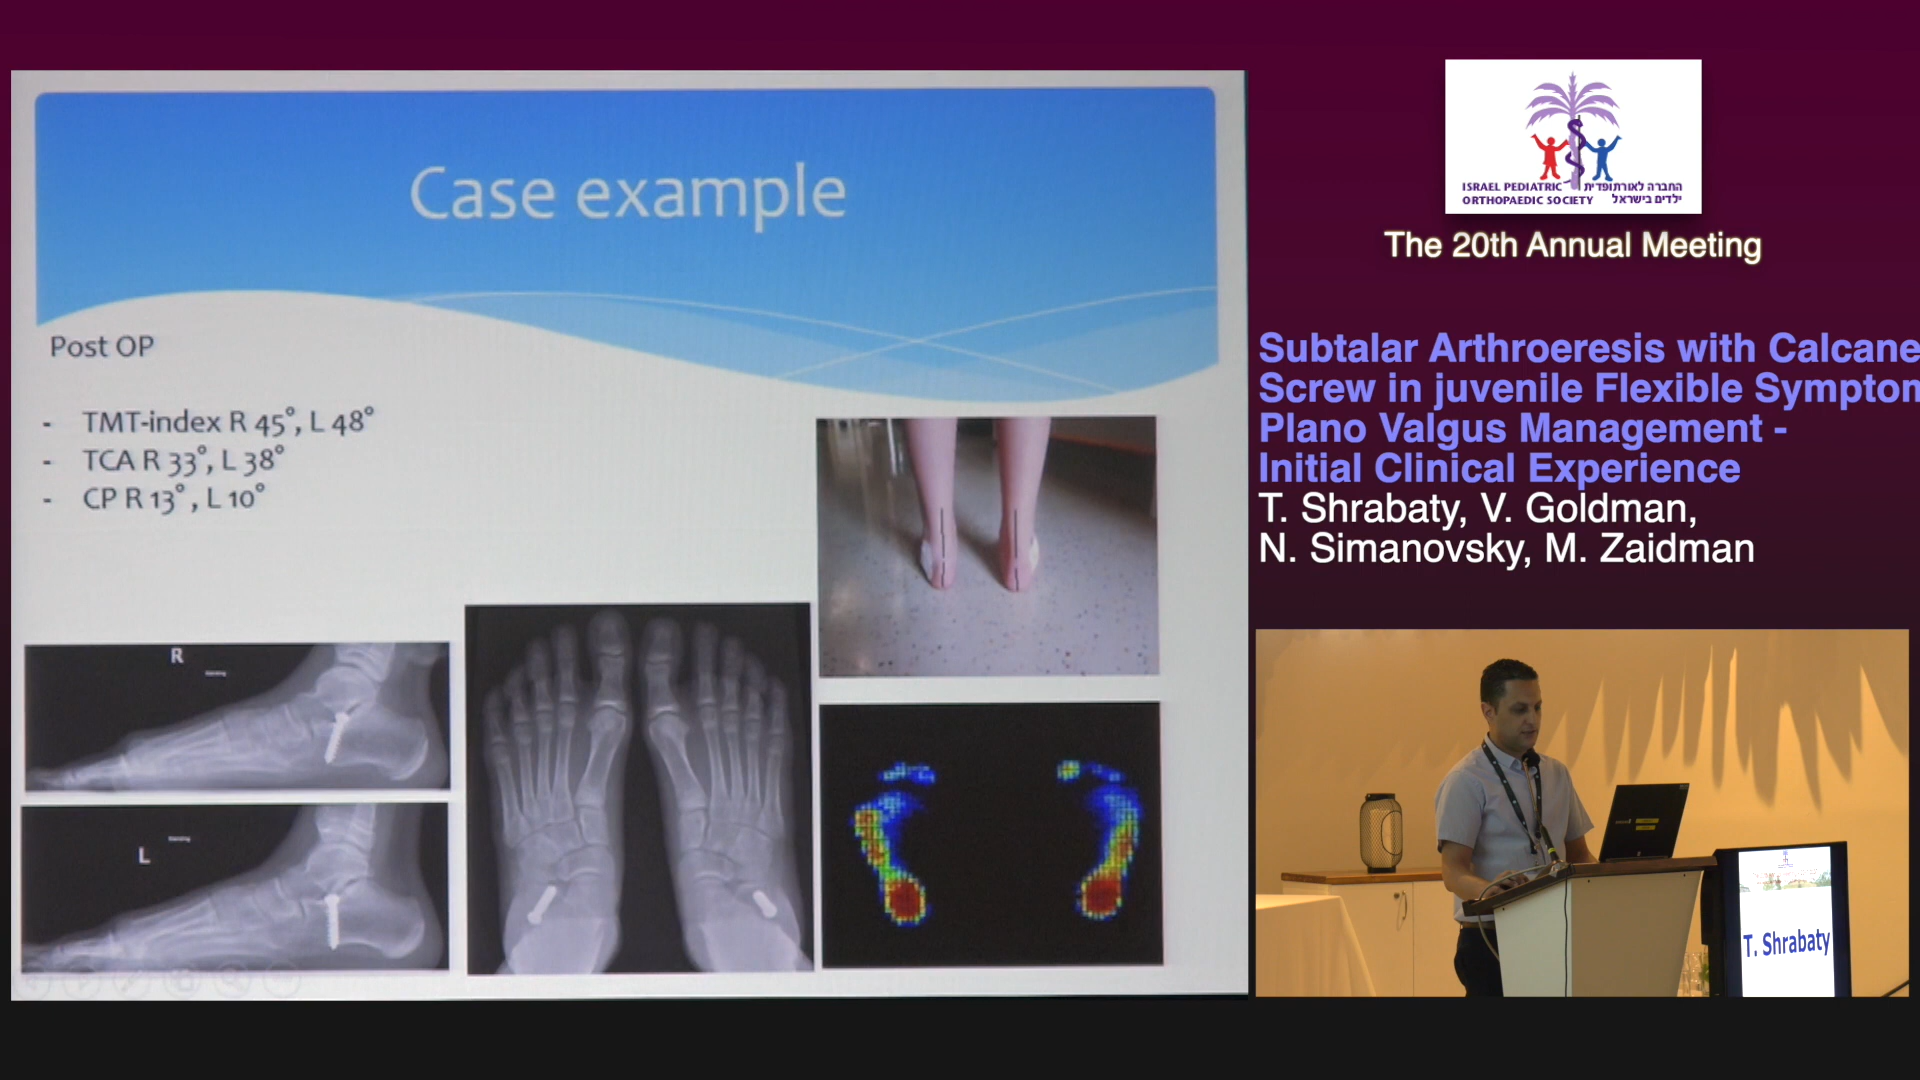 Case example
Post OP
- TMT-index R 45°, L 48°
- TCA R 33°, L 38°
- CP R 13° , L 10°
R
L
ISRAEL PEDIATRIC
ORTHOPAEDIC SOCIETY
החברה לאורתופדית
ילדים בישראל
The 20th Annual Meeting
Subtalar Arthroeresis with Calcane
Screw in juvenile Flexible Symptom
Plano Valgus Management -
Initial Clinical Experience
T. Shrabaty, V. Goldman,
N. Simanovsky, M. Zaidman
T. Shrabaty